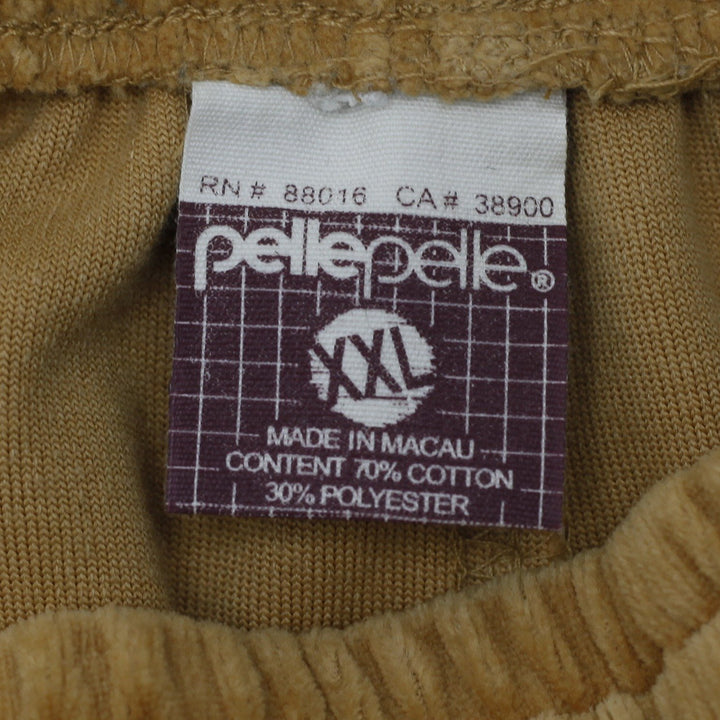 RN # 88016 CA # 38900
pellepelle®
XXL
MADE IN MACAU
CONTENT 70% COTTON
30% POLYESTER